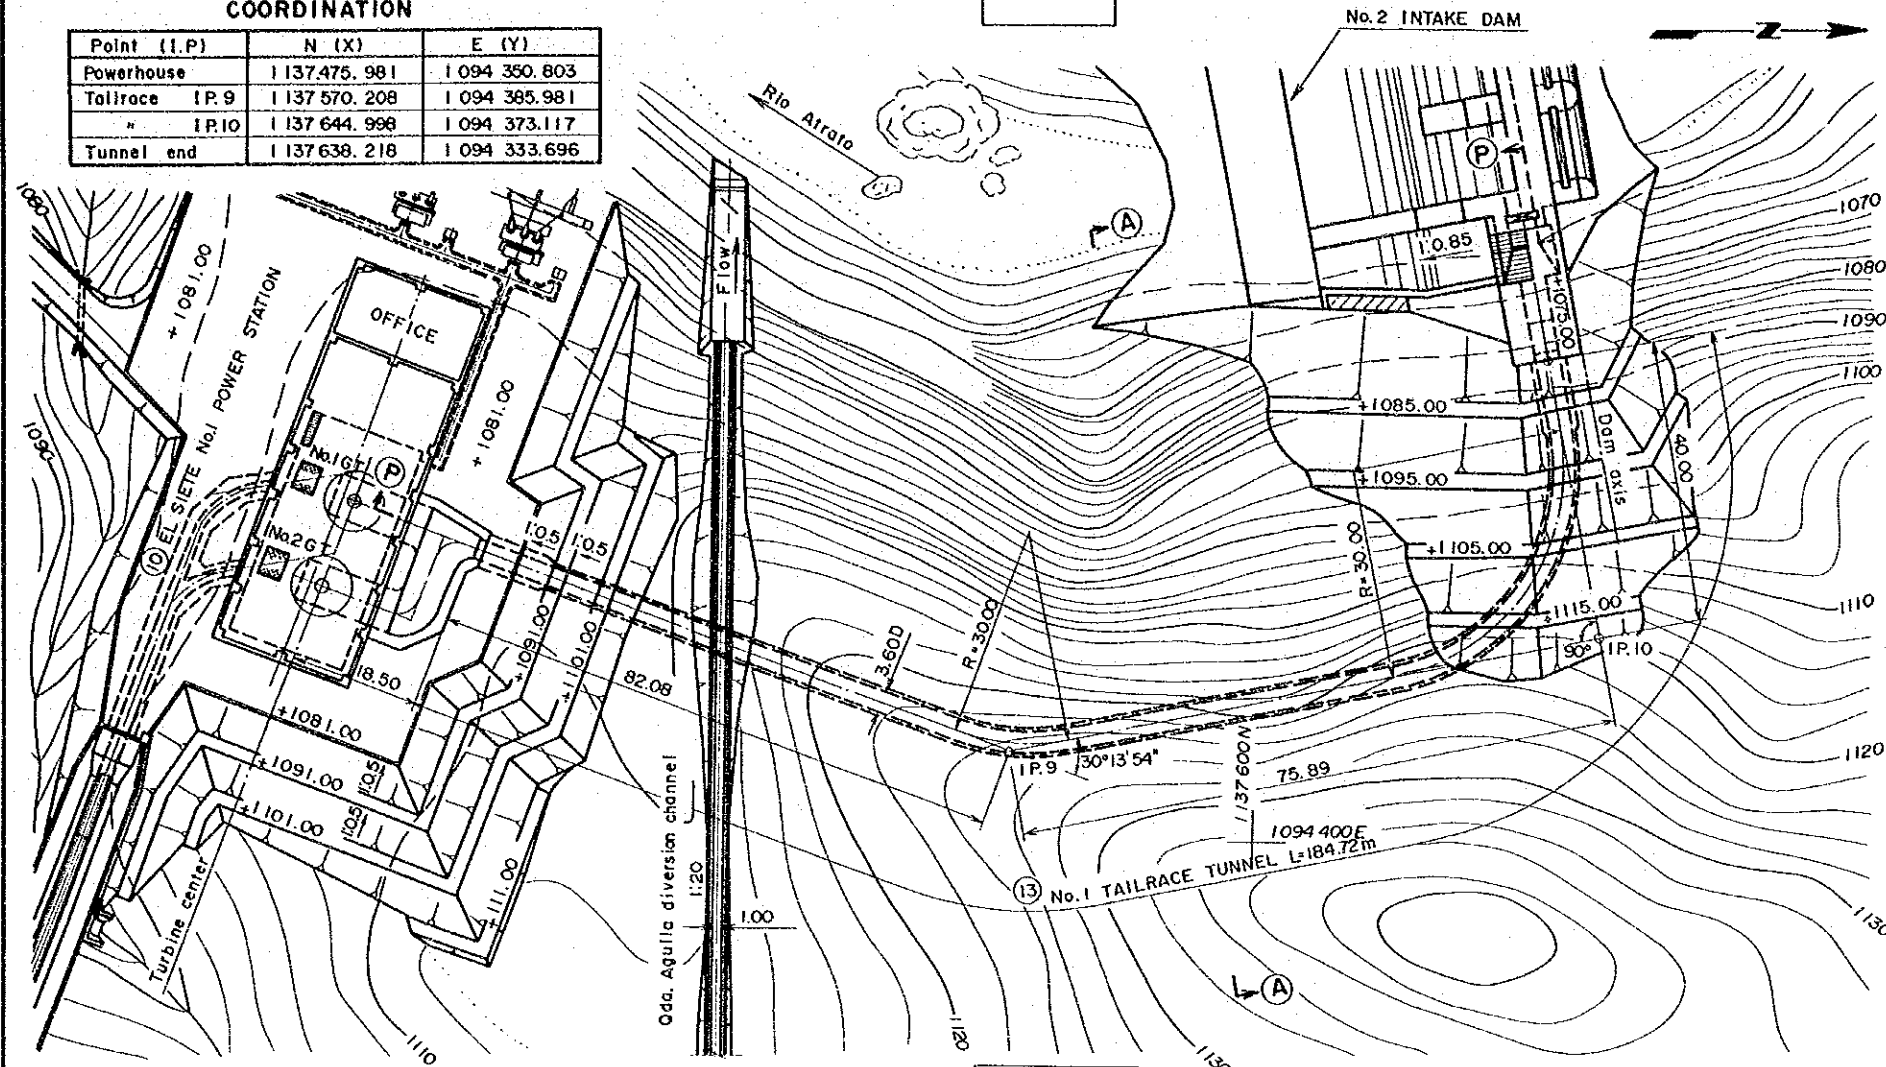 COORDINATION
Point (I.P) N (X) E (Y)
Powerhouse 1 137.475. 981 1 094 350. 803
Tailrace I P. 9 1 137 570. 208 1 094 385. 981
" I P.10 1 137 644. 998 1 094 373. 117
Tunnel end 1 137 638. 218 1 094 333. 696
No. 2 INTAKE DAM
Z
Rio Atrato
P
A
1:0.85
1070
1080
1090
1100
1110
1120
1130
1080
1090
+1081.00
EL SIETE No.1 POWER STATION
10
OFFICE
+1081.00
Flow
No.1G
P
No.2G
1:0.5
1:0.5
+1091.00
+1101.00
18.50
82.08
+1081.00
+1091.00
+1101.00
1:0.5
1:0.5
+1111.00
Turbine center
1110
Qda. Aguila diversion channel
1:20
1.00
3.60D
R=30.00
I P. 9
30°13'54"
R=30.00
+1075.00
+1085.00
+1095.00
+1105.00
+1115.00
Dam axis
40.00
90°
I P. 10
1 137 600 N
75.89
1094 400 E
13
No. 1 TAILRACE TUNNEL L=184.72m
A
1120
1130